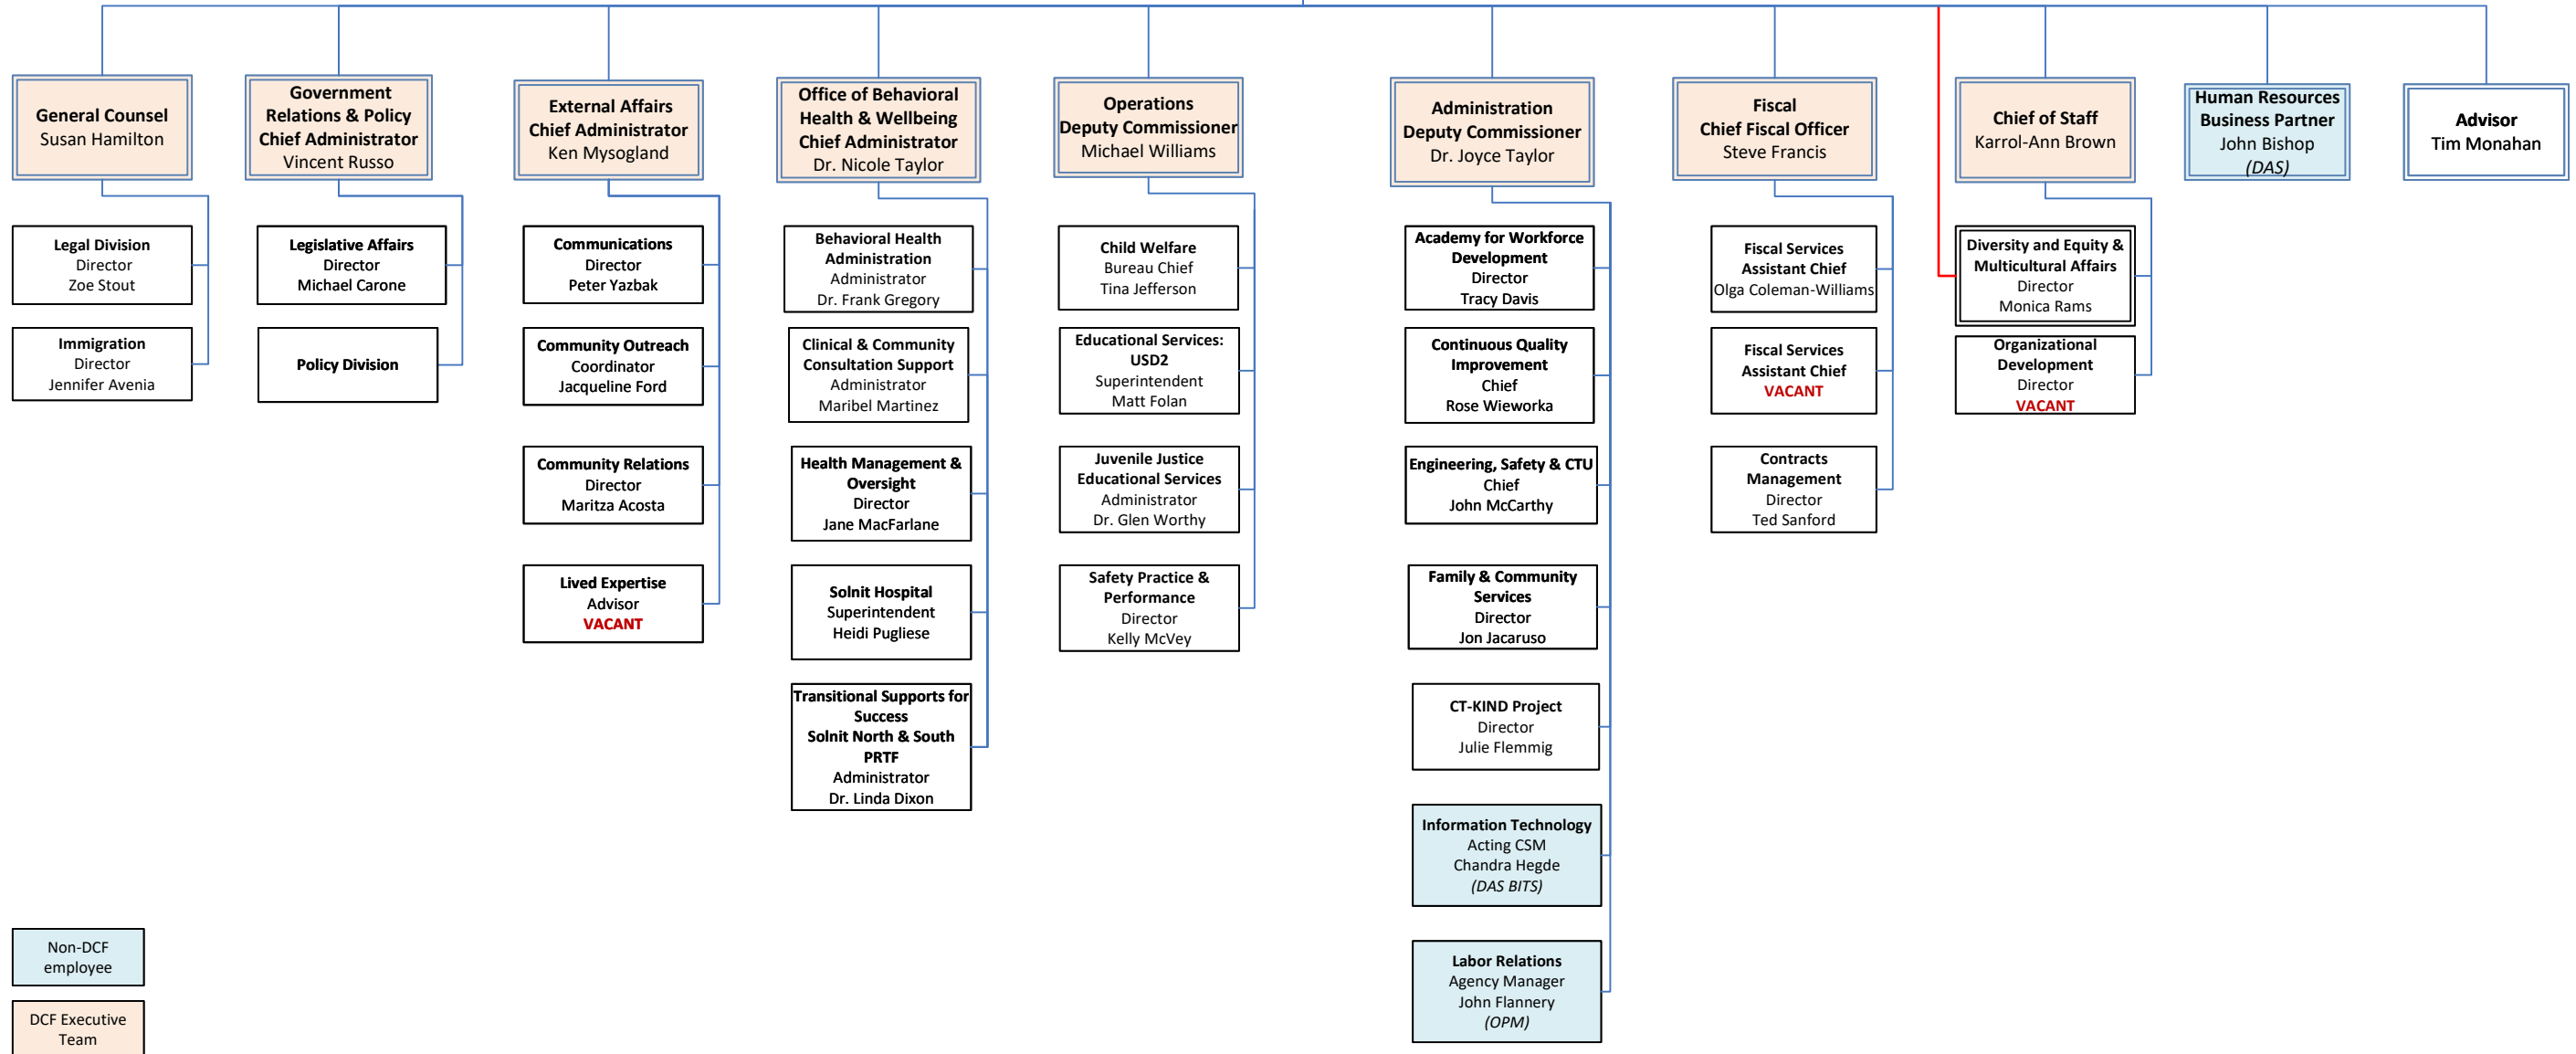 General Counsel
Susan Hamilton
Government
Relations & Policy
Chief Administrator
Vincent Russo
External Affairs
Chief Administrator
Ken Mysogland
Office of Behavioral
Health & Wellbeing
Chief Administrator
Dr. Nicole Taylor
Operations
Deputy Commissioner
Michael Williams
Administration
Deputy Commissioner
Dr. Joyce Taylor
Fiscal
Chief Fiscal Officer
Steve Francis
Chief of Staff
Karrol-Ann Brown
Human Resources
Business Partner
John Bishop
(DAS)
Advisor
Tim Monahan
Legal Division
Director
Zoe Stout
Immigration
Director
Jennifer Avenia
Legislative Affairs
Director
Michael Carone
Policy Division
Communications
Director
Peter Yazbak
Community Outreach
Coordinator
Jacqueline Ford
Community Relations
Director
Maritza Acosta
Lived Expertise
Advisor
VACANT
Behavioral Health
Administration
Administrator
Dr. Frank Gregory
Clinical & Community
Consultation Support
Administrator
Maribel Martinez
Health Management &
Oversight
Director
Jane MacFarlane
Solnit Hospital
Superintendent
Heidi Pugliese
Transitional Supports for
Success
Solnit North & South
PRTF
Administrator
Dr. Linda Dixon
Child Welfare
Bureau Chief
Tina Jefferson
Educational Services:
USD2
Superintendent
Matt Folan
Juvenile Justice
Educational Services
Administrator
Dr. Glen Worthy
Safety Practice &
Performance
Director
Kelly McVey
Academy for Workforce
Development
Director
Tracy Davis
Continuous Quality
Improvement
Chief
Rose Wieworka
Engineering, Safety & CTU
Chief
John McCarthy
Family & Community
Services
Director
Jon Jacaruso
CT-KIND Project
Director
Julie Flemmig
Information Technology
Acting CSM
Chandra Hegde
(DAS BITS)
Labor Relations
Agency Manager
John Flannery
(OPM)
Fiscal Services
Assistant Chief
Olga Coleman-Williams
Fiscal Services
Assistant Chief
VACANT
Contracts
Management
Director
Ted Sanford
Diversity and Equity &
Multicultural Affairs
Director
Monica Rams
Organizational
Development
Director
VACANT
Non-DCF
employee
DCF Executive
Team